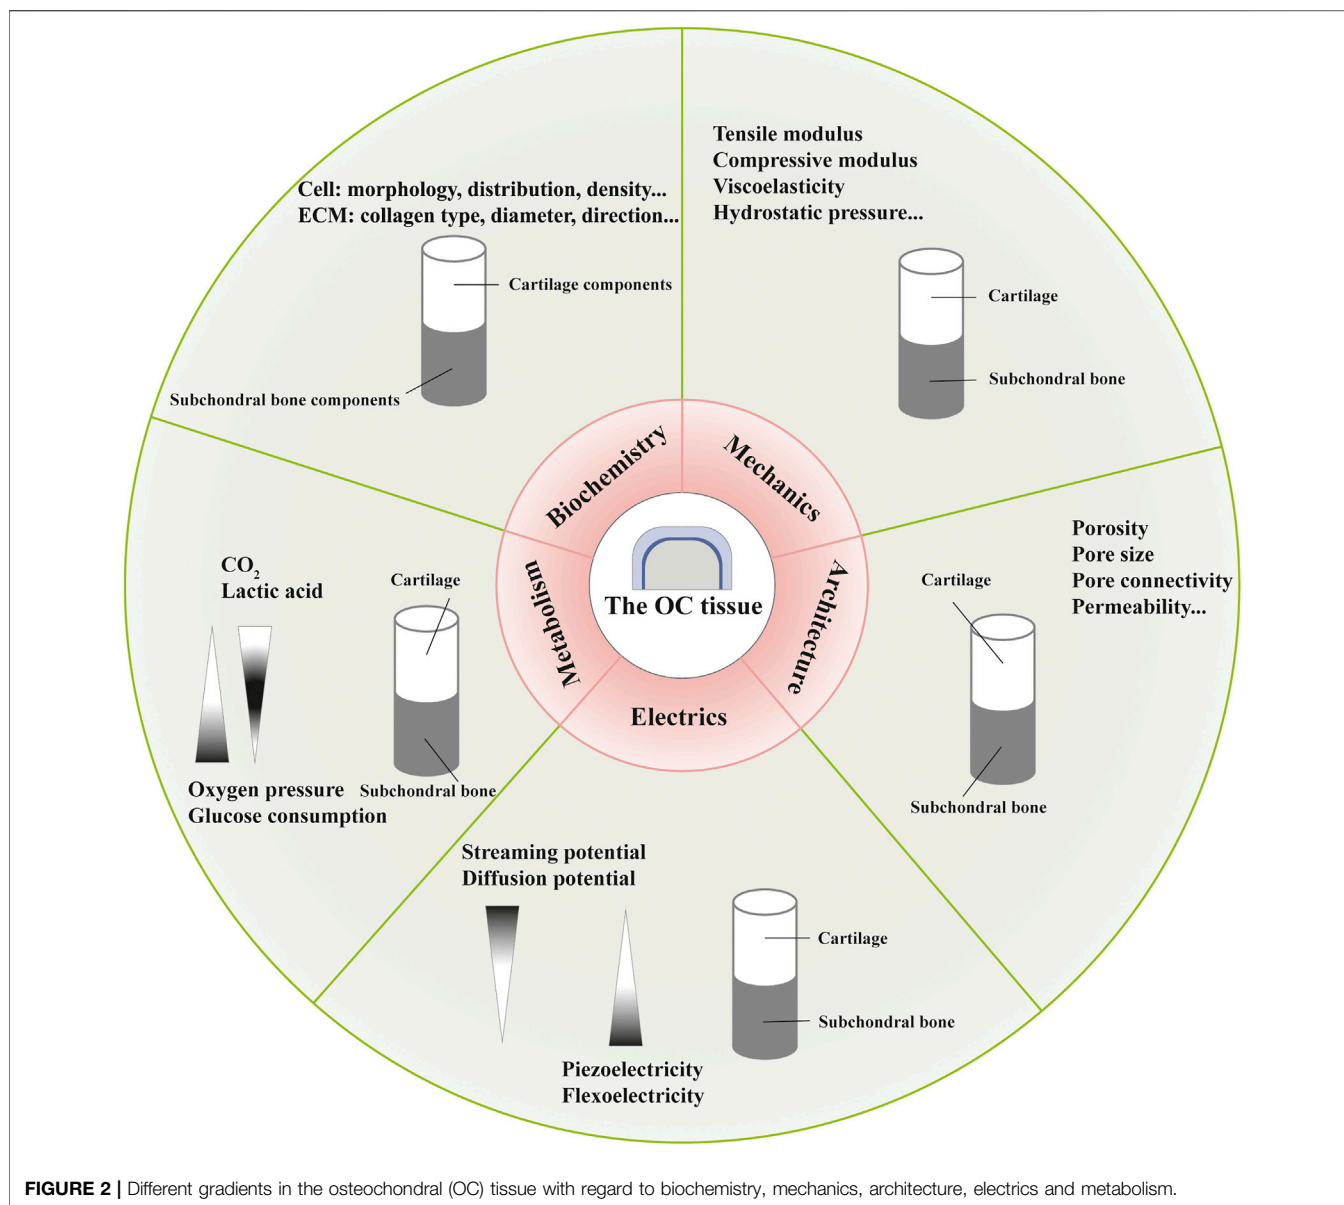 Cell: morphology, distribution, density...
ECM: collagen type, diameter, direction...
Cartilage components
Subchondral bone components
Tensile modulus
Compressive modulus
Viscoelasticity
Hydrostatic pressure...
Cartilage
Subchondral bone
Porosity
Pore size
Pore connectivity
Permeability...
Cartilage
Subchondral bone
Streaming potential
Diffusion potential
Piezoelectricity
Flexoelectricity
Cartilage
Subchondral bone
CO₂
Lactic acid
Oxygen pressure
Glucose consumption
Cartilage
Subchondral bone
Biochemistry
Mechanics
Architecture
Electrics
Metabolism
The OC tissue
FIGURE 2 | Different gradients in the osteochondral (OC) tissue with regard to biochemistry, mechanics, architecture, electrics and metabolism.